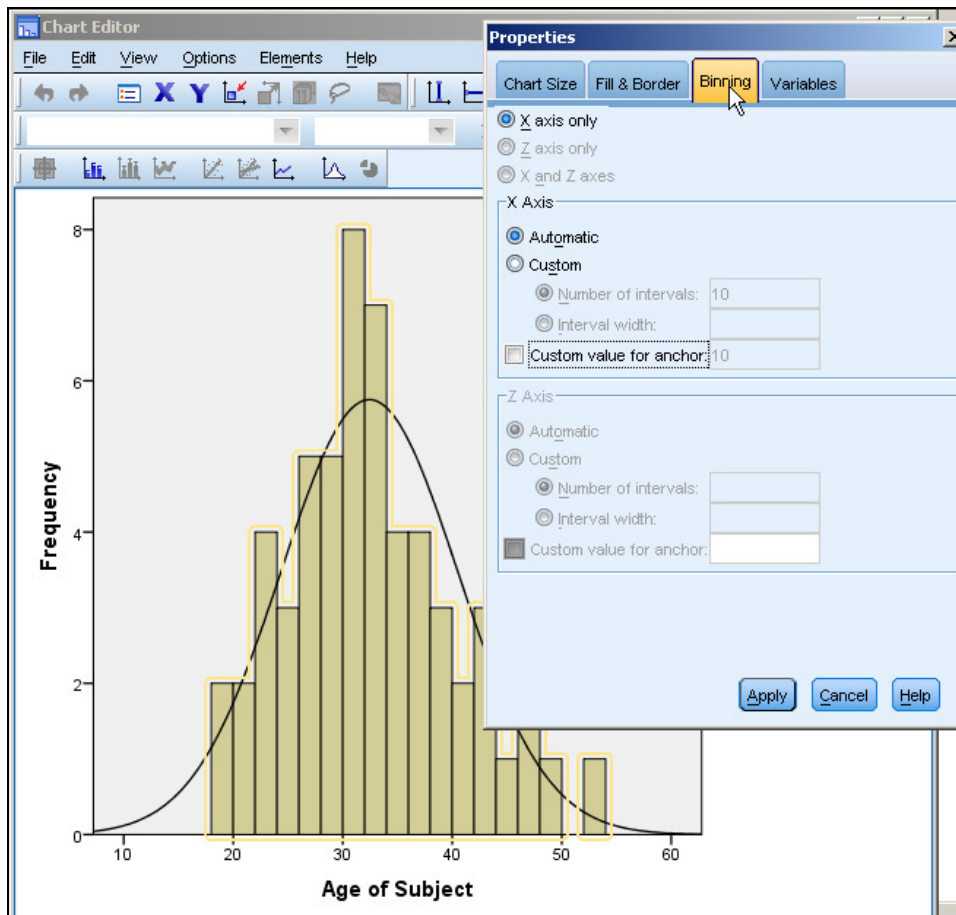 Chart Editor
File Edit View Options Elements Help
X Y
8
6
4
2
0
Frequency
10 20 30 40 50 60
Age of Subject
Properties
Chart Size Fill & Border Binning Variables
X axis only
Z axis only
X and Z axes
X Axis
Automatic
Custom
Number of intervals: 10
Interval width:
Custom value for anchor: 10
Z Axis
Automatic
Custom
Number of intervals:
Interval width:
Custom value for anchor:
Apply Cancel Help